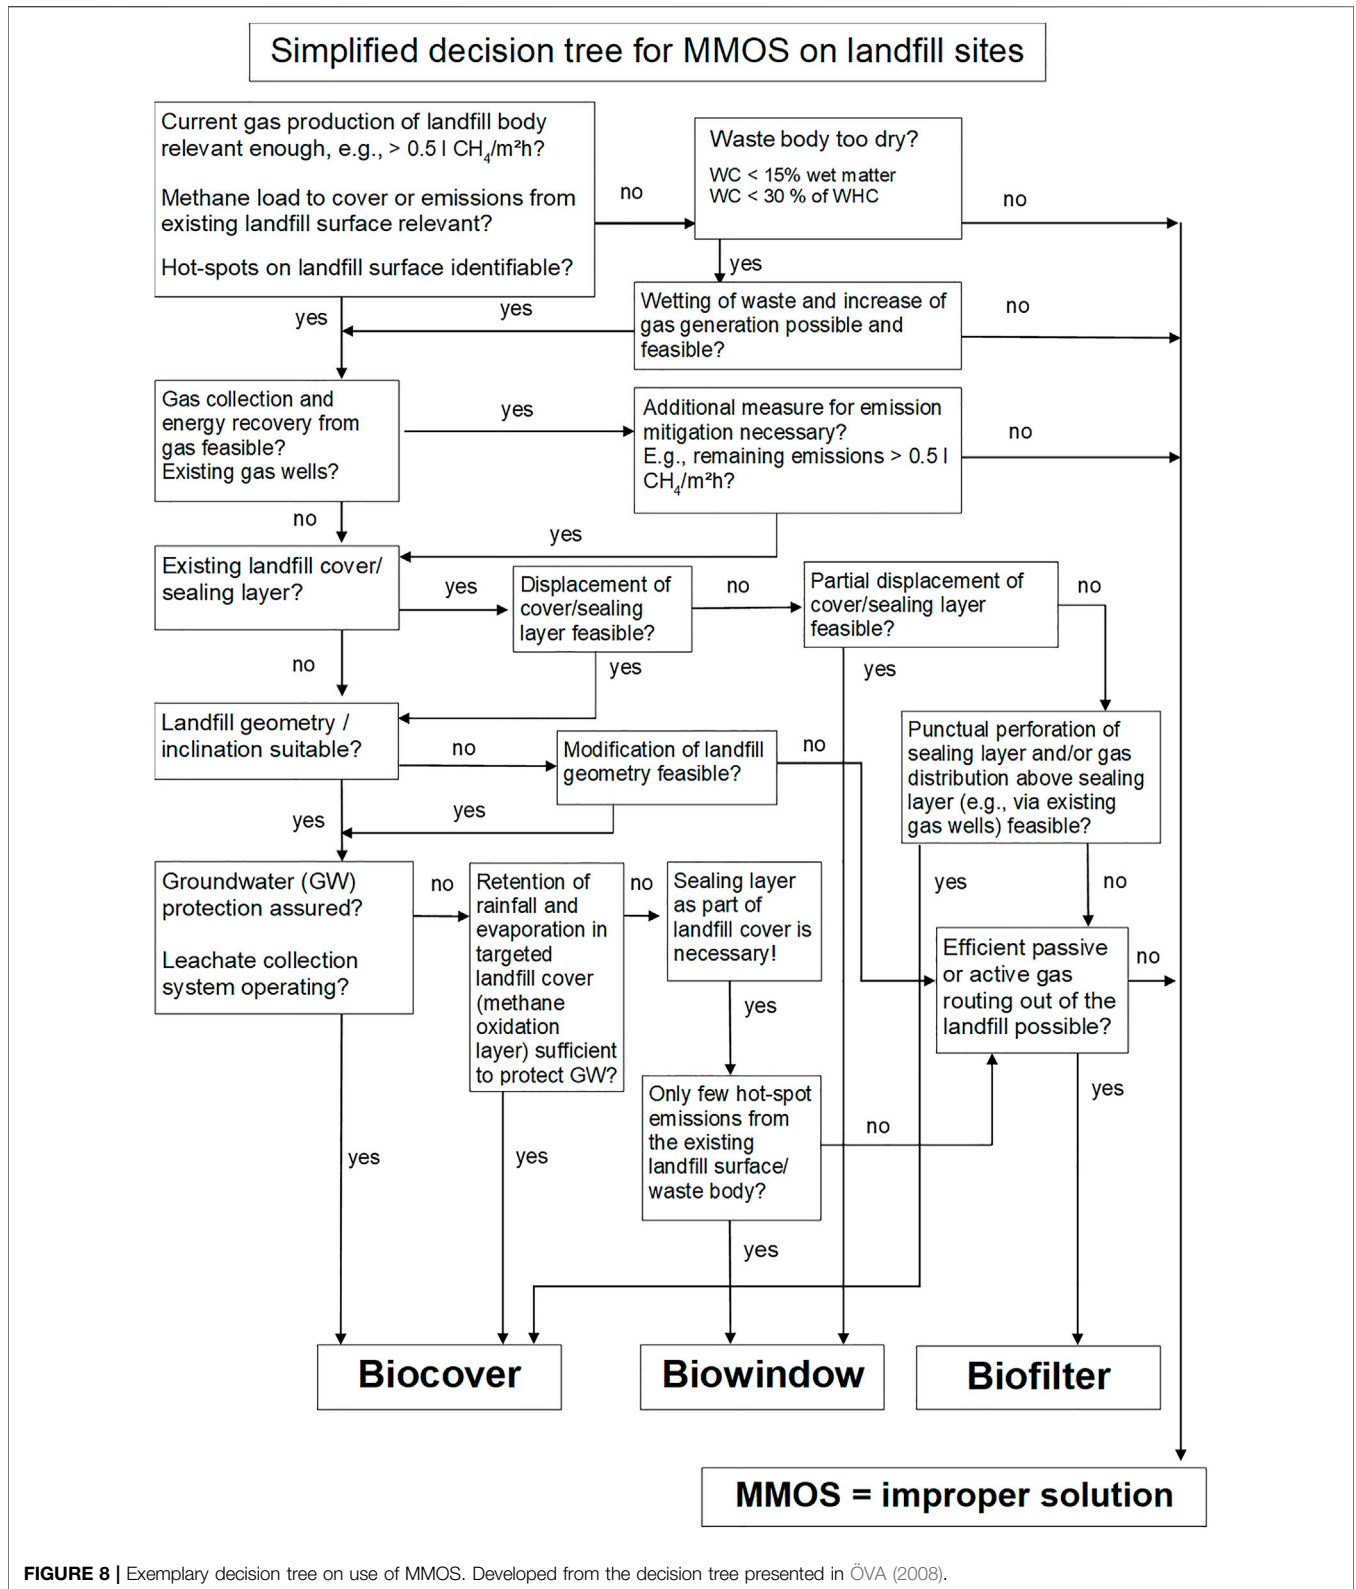 Simplified decision tree for MMOS on landfill sites
Current gas production of landfill body
relevant enough, e.g., > 0.5 l CH₄/m²h?
Methane load to cover or emissions from
existing landfill surface relevant?
Hot-spots on landfill surface identifiable?
no
Waste body too dry?
WC < 15% wet matter
WC < 30 % of WHC
no
yes
yes
yes
Wetting of waste and increase of
gas generation possible and
feasible?
no
Gas collection and
energy recovery from
gas feasible?
Existing gas wells?
yes
Additional measure for emission
mitigation necessary?
E.g., remaining emissions > 0.5 l
CH₄/m²h?
no
no
yes
Existing landfill cover/
sealing layer?
yes
Displacement of
cover/sealing
layer feasible?
no
Partial displacement of
cover/sealing layer
feasible?
no
no
yes
yes
Landfill geometry /
inclination suitable?
no
Modification of landfill
geometry feasible?
no
Punctual perforation of
sealing layer and/or gas
distribution above sealing
layer (e.g., via existing
gas wells) feasible?
yes
yes
Groundwater (GW)
protection assured?
Leachate collection
system operating?
no
Retention of
rainfall and
evaporation in
targeted
landfill cover
(methane
oxidation
layer) sufficient
to protect GW?
no
Sealing layer
as part of
landfill cover is
necessary!
yes
no
Efficient passive
or active gas
routing out of the
landfill possible?
no
yes
Only few hot-spot
emissions from
the existing
landfill surface/
waste body?
no
yes
yes
yes
yes
Biocover
Biowindow
Biofilter
MMOS = improper solution
FIGURE 8 | Exemplary decision tree on use of MMOS. Developed from the decision tree presented in ÖVA (2008).